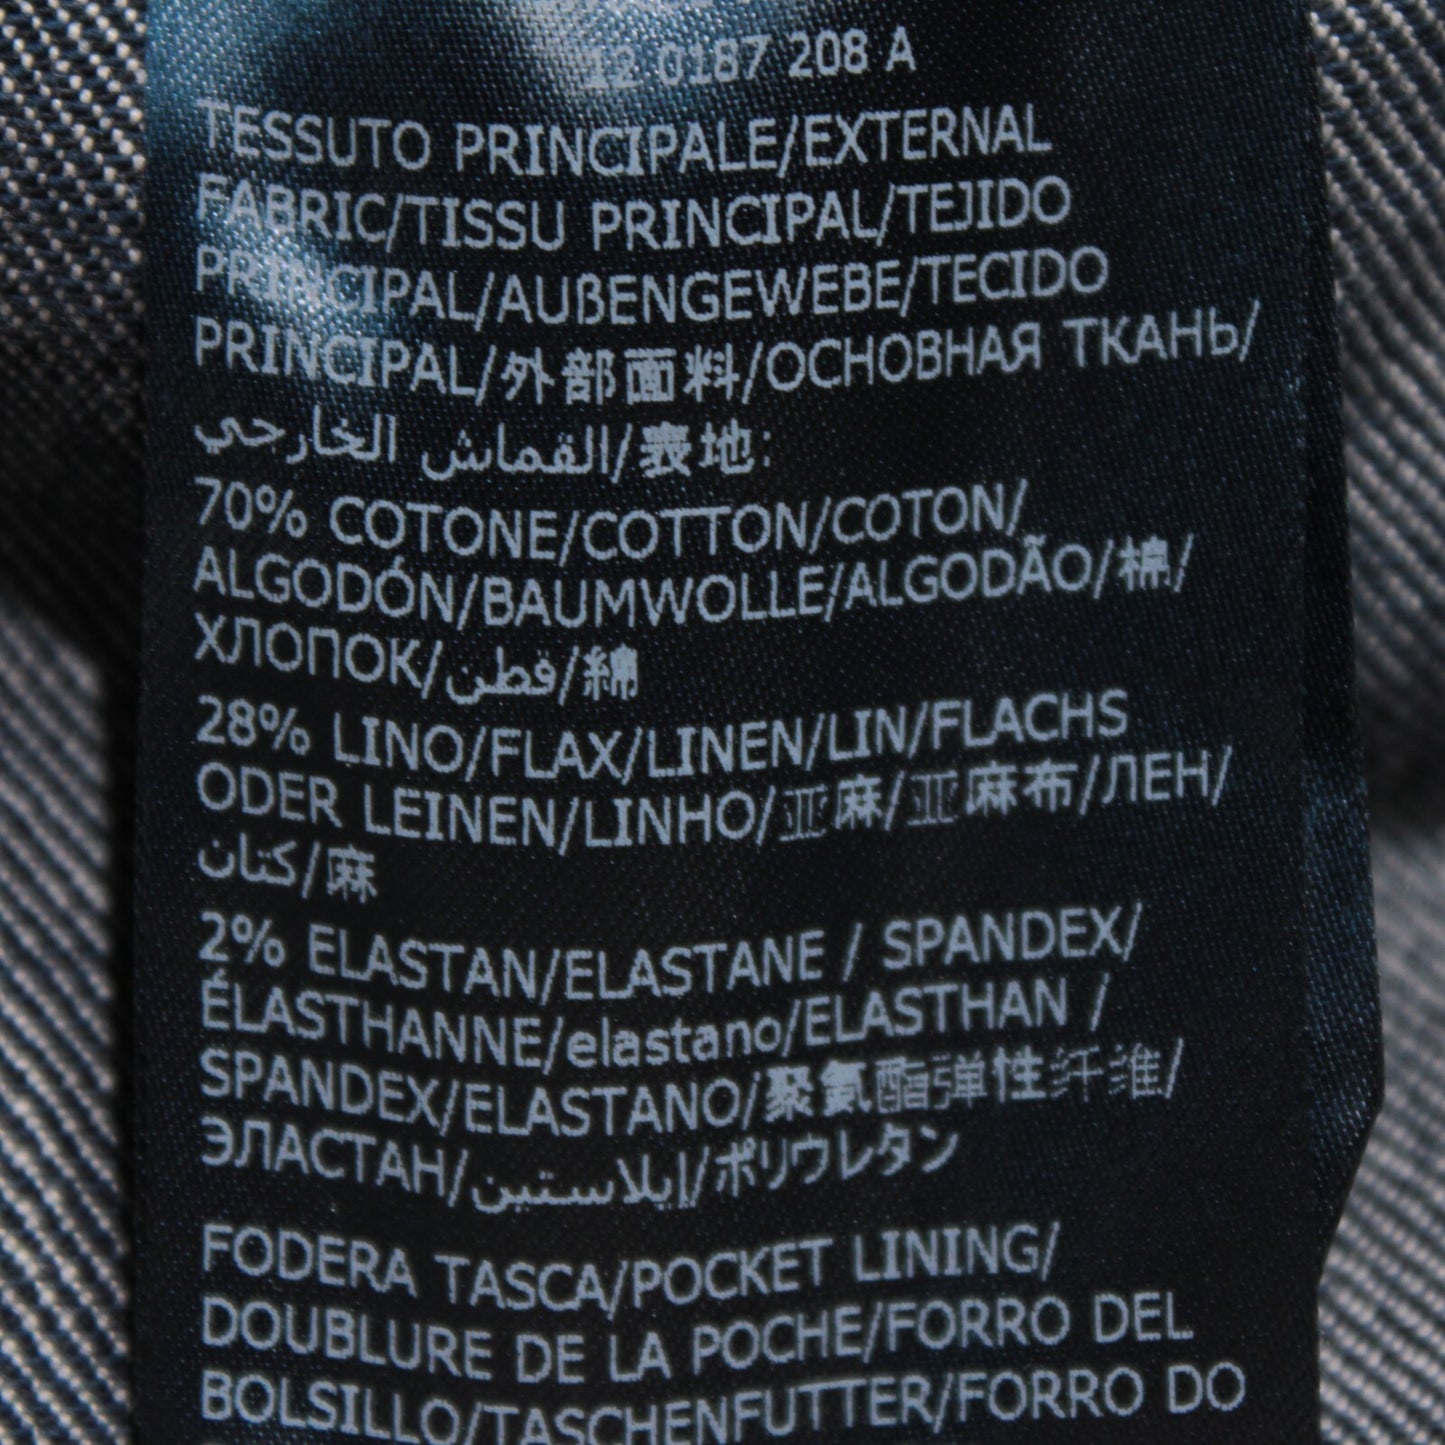 12 0187 208 A
TESSUTO PRINCIPALE/EXTERNAL
FABRIC/TISSU PRINCIPAL/TEJIDO
PRINCIPAL/AUßENGEWEBE/TECIDO
PRINCIPAL/外部面料/ОСНОВНАЯ ТКАНЬ/
القماش الخارجي/表地:
70% COTONE/COTTON/COTON/
ALGODÓN/BAUMWOLLE/ALGODÃO/棉/
ХЛОПОК/قطن/綿
28% LINO/FLAX/LINEN/LIN/FLACHS
ODER LEINEN/LINHO/亚麻/亚麻布/ЛЕН/
كتان/麻
2% ELASTAN/ELASTANE / SPANDEX/
ÉLASTHANNE/elastano/ELASTHAN /
SPANDEX/ELASTANO/聚氨酯弹性纤维/
ЭЛАСТАН/إيلاستين/ポリウレタン
FODERA TASCA/POCKET LINING/
DOUBLURE DE LA POCHE/FORRO DEL
BOLSILLO/TASCHENFUTTER/FORRO DO